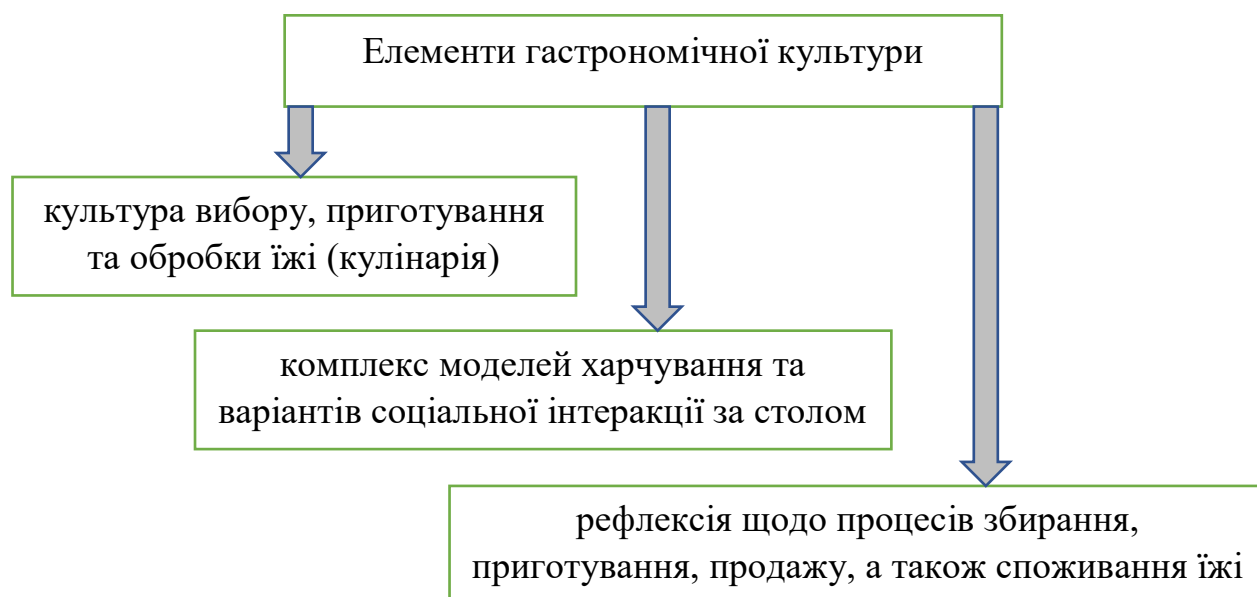 Елементи гастрономічної культури
культура вибору, приготування
та обробки їжі (кулінарія)
комплекс моделей харчування та
варіантів соціальної інтеракції за столом
рефлексія щодо процесів збирання,
приготування, продажу, а також споживання їжі